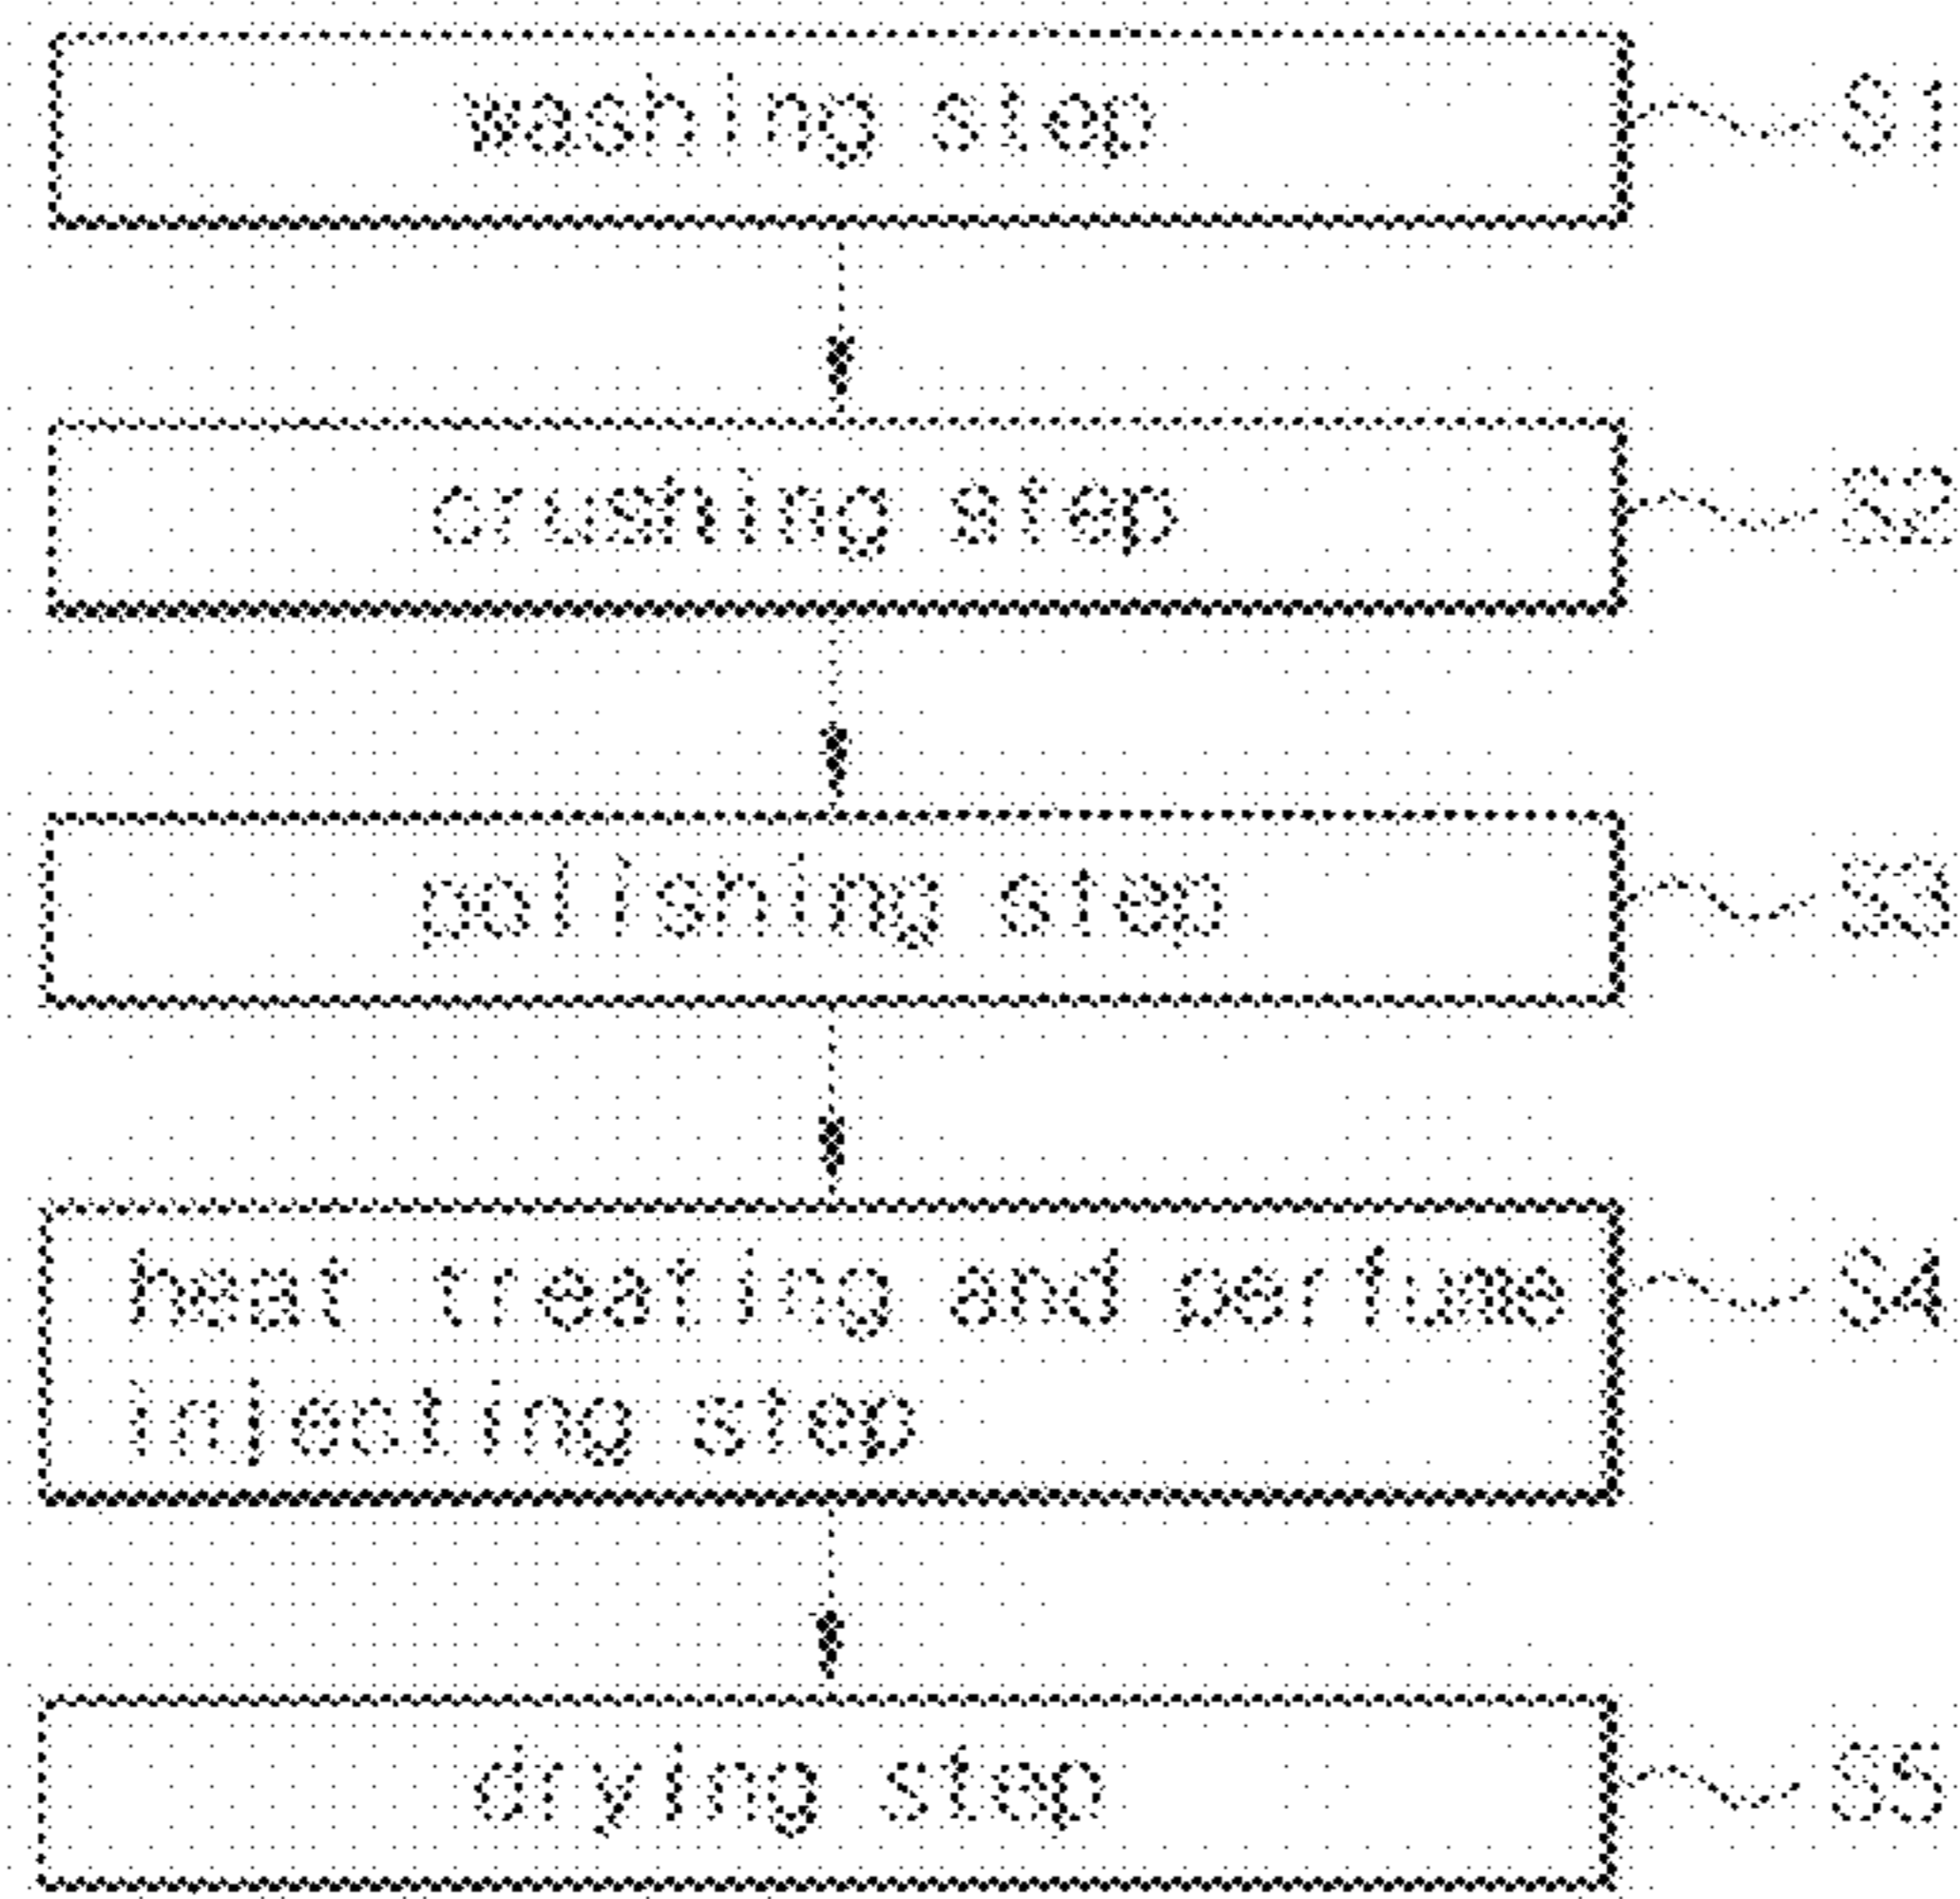 washing step S1
crushing step S2
polishing step S3
heat treating and perfume S4
injecting step
drying step S5